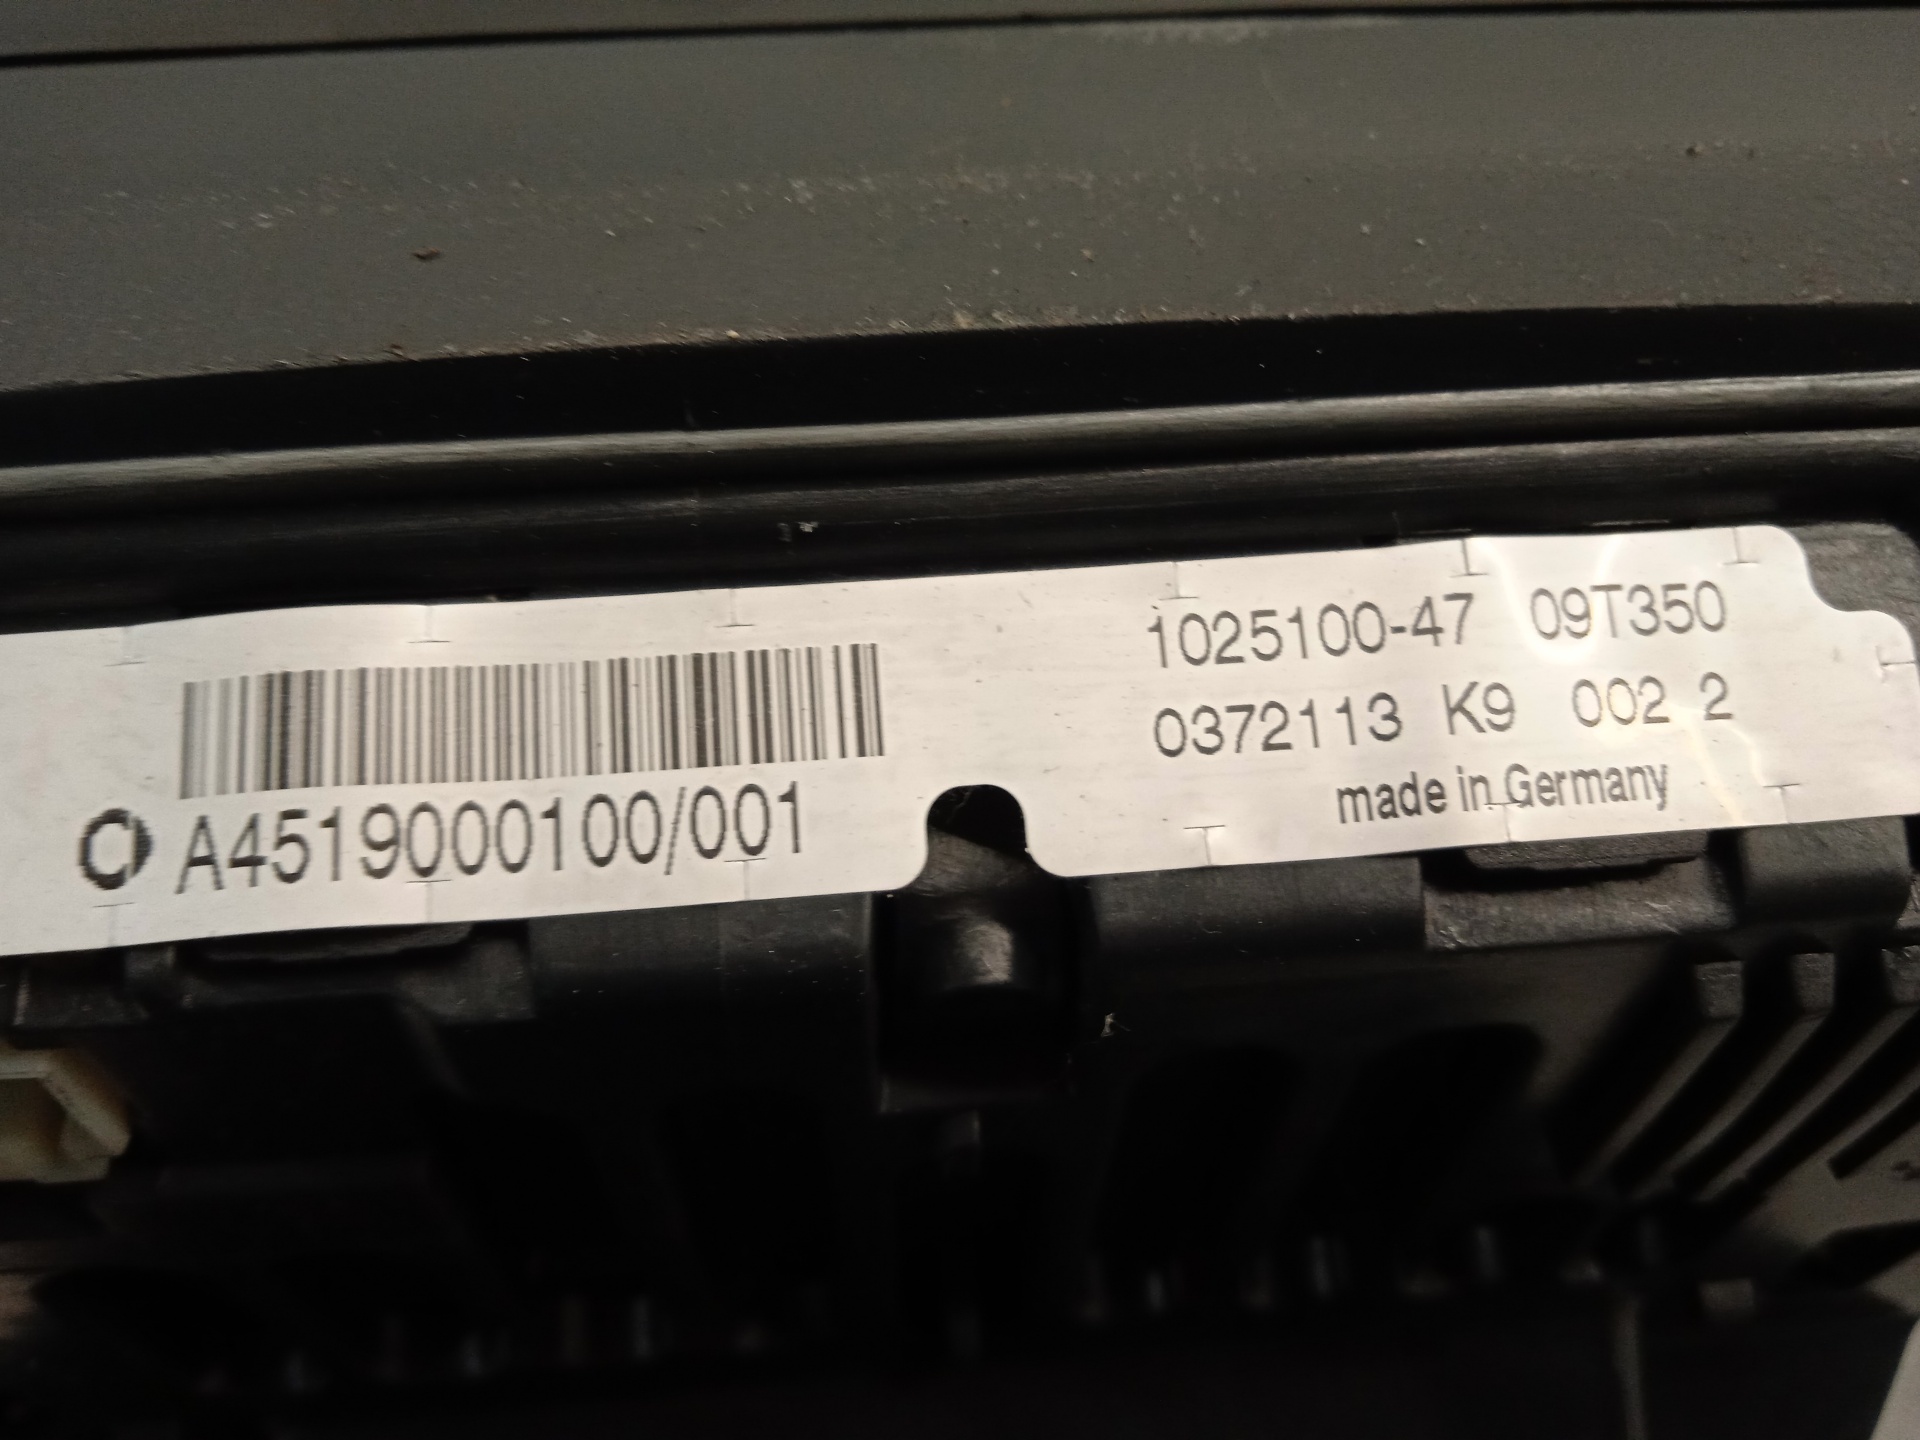 1025100-47 09T350
0372113 K9 002 2
made in Germany
A4519000100/001